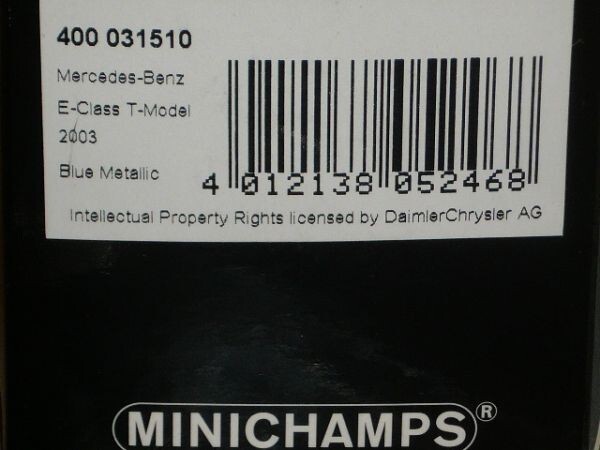 400 031510
Mercedes-Benz
E-Class T-Model
2003
Blue Metallic
4 012138 052468
Intellectual Property Rights licensed by DaimlerChrysler AG
MINICHAMPS®